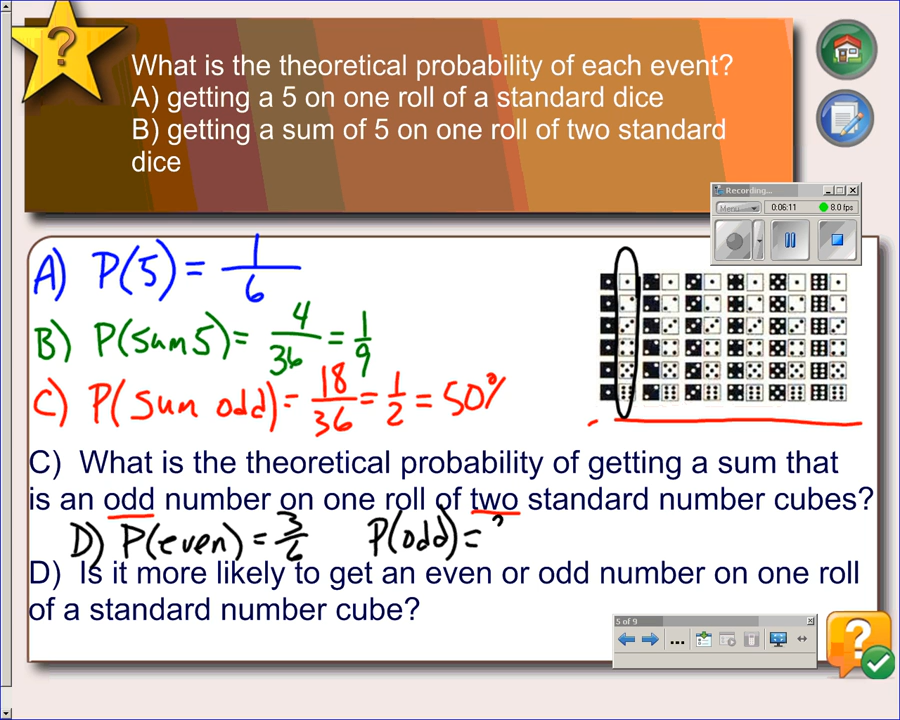 ?
What is the theoretical probability of each event?
A) getting a 5 on one roll of a standard dice
B) getting a sum of 5 on one roll of two standard
dice
Recording...
Menu 0:06:11 8.0 fps
A) P(5) = 1/6
B) P(sum 5) = 4/36 = 1/9
C) P(sum odd) = 18/36 = 1/2 = 50%
C) What is the theoretical probability of getting a sum that
is an odd number on one roll of two standard number cubes?
D) P(even) = 3/6 P(odd) =
D) Is it more likely to get an even or odd number on one roll
of a standard number cube?
5 of 9
...
?